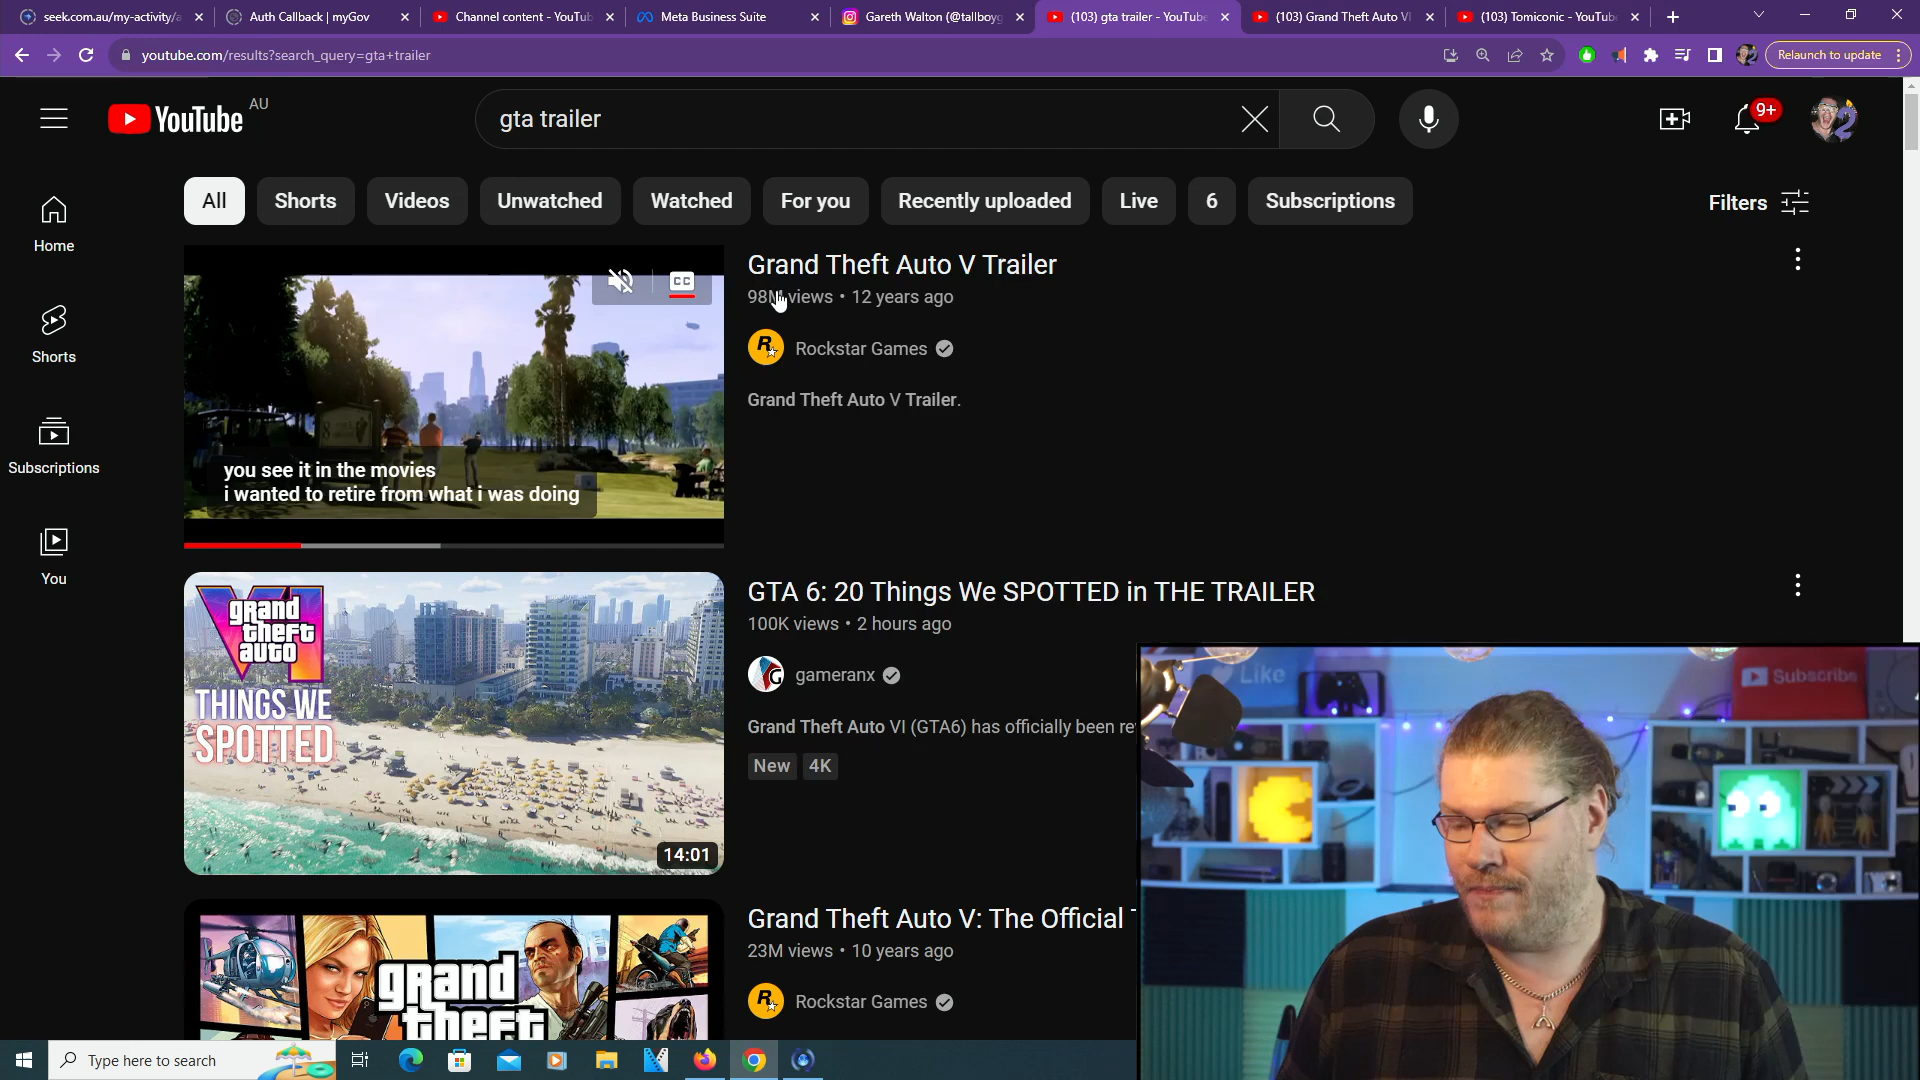 seek.com.au/my-activity/a
Auth Callback | myGov
Channel content - YouTub
Meta Business Suite
Gareth Walton (@tallboyg
(103) gta trailer - YouTube
(103) Grand Theft Auto VI
(103) Tomiconic - YouTube
youtube.com/results?search_query=gta+trailer
Relaunch to update
YouTube AU
gta trailer
9+
All
Shorts
Videos
Unwatched
Watched
For you
Recently uploaded
Live
6
Subscriptions
Filters
Home
Shorts
Subscriptions
You
CC
you see it in the movies
i wanted to retire from what i was doing
Grand Theft Auto V Trailer
98M views • 12 years ago
Rockstar Games
Grand Theft Auto V Trailer.
VI
grand
theft
auto
THINGS WE
SPOTTED
14:01
GTA 6: 20 Things We SPOTTED in THE TRAILER
100K views • 2 hours ago
gameranx
Grand Theft Auto VI (GTA6) has officially been re
New
4K
Like
Subscribe
grand
theft
Grand Theft Auto V: The Official
23M views • 10 years ago
Rockstar Games
Type here to search